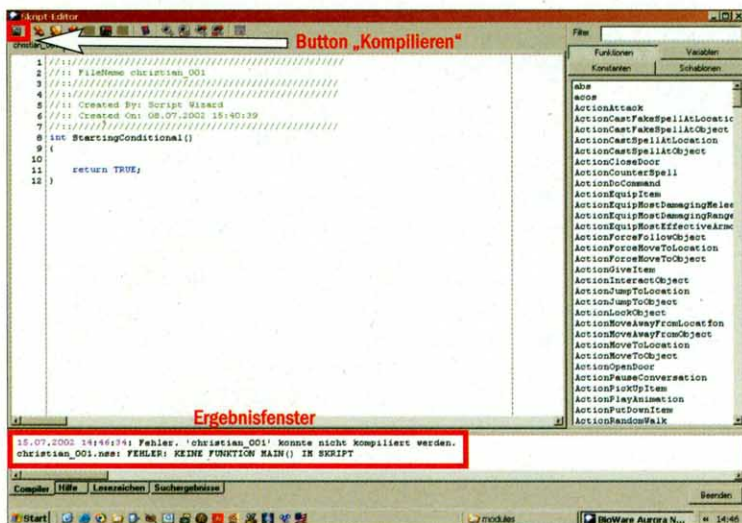 Skript-Editor
Button „Kompilieren“
Filter
Funktionen
Variablen
Konstanten
Schablonen
1 //:://///////////////////////////////////////
2 //:: FileName christian_001
3 //:://///////////////////////////////////////
4 //:://///////////////////////////////////////
5 //:: Created By: Script Wizard
6 //:: Created On: 08.07.2002 15:40:39
7 //:://///////////////////////////////////////
8 int StartingConditional()
9 {
10
11 return TRUE;
12 }
abs
acos
ActionAttack
ActionCastFakeSpellAtLocatic
ActionCastFakeSpellAtObject
ActionCastSpellAtLocation
ActionCastSpellAtObject
ActionCloseDoor
ActionCounterSpell
ActionDoCommand
ActionEquipItem
ActionEquipMostDamagingMelee
ActionEquipMostDamagingRange
ActionEquipMostEffectiveArmo
ActionForceFollowObject
ActionForceMoveToLocation
ActionForceMoveToObject
ActionGiveItem
ActionInteractObject
ActionJumpToLocation
ActionJumpToObject
ActionLockObject
ActionMoveAwayFromLocation
ActionMoveAwayFromObject
ActionMoveToLocation
ActionMoveToObject
ActionOpenDoor
ActionPauseConversation
ActionPickUpItem
ActionPlayAnimation
ActionPutDownItem
ActionRandomWalk
Ergebnisfenster
15.07.2002 14:46:34: Fehler. 'christian_001' konnte nicht kompiliert werden.
christian_001.nss: FEHLER: KEINE FUNKTION MAIN() IM SKRIPT
Compiler Hilfe Lesezeichen Suchergebnisse
Beenden
Start modules BioWare Aurora N... 14:46